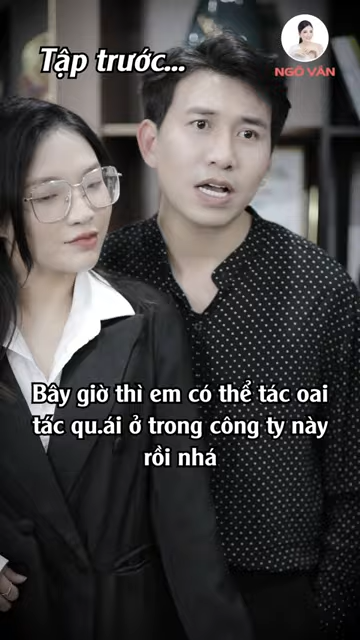 Tập trước...
NGÔ VÂN
Bây giờ thì em có thể tác oai
tác qu.ái ở trong công ty này
rồi nhá